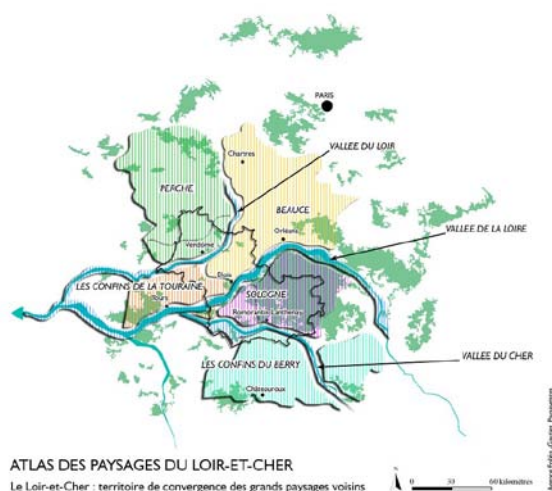 PARIS
VALLEE DU LOIR
Chartres
PERCHE
BEAUCE
Orléans
VALLEE DE LA LOIRE
Vendôme
Blois
LES CONFINS DE LA TOURAINE
Tours
SOLOGNE
Romorantin-Lanthenay
VALLEE DU CHER
LES CONFINS DU BERRY
Châteauroux
ATLAS DES PAYSAGES DU LOIR-ET-CHER
Le Loir-et-Cher : territoire de convergence des grands paysages voisins
N
0 30 60 kilomètres